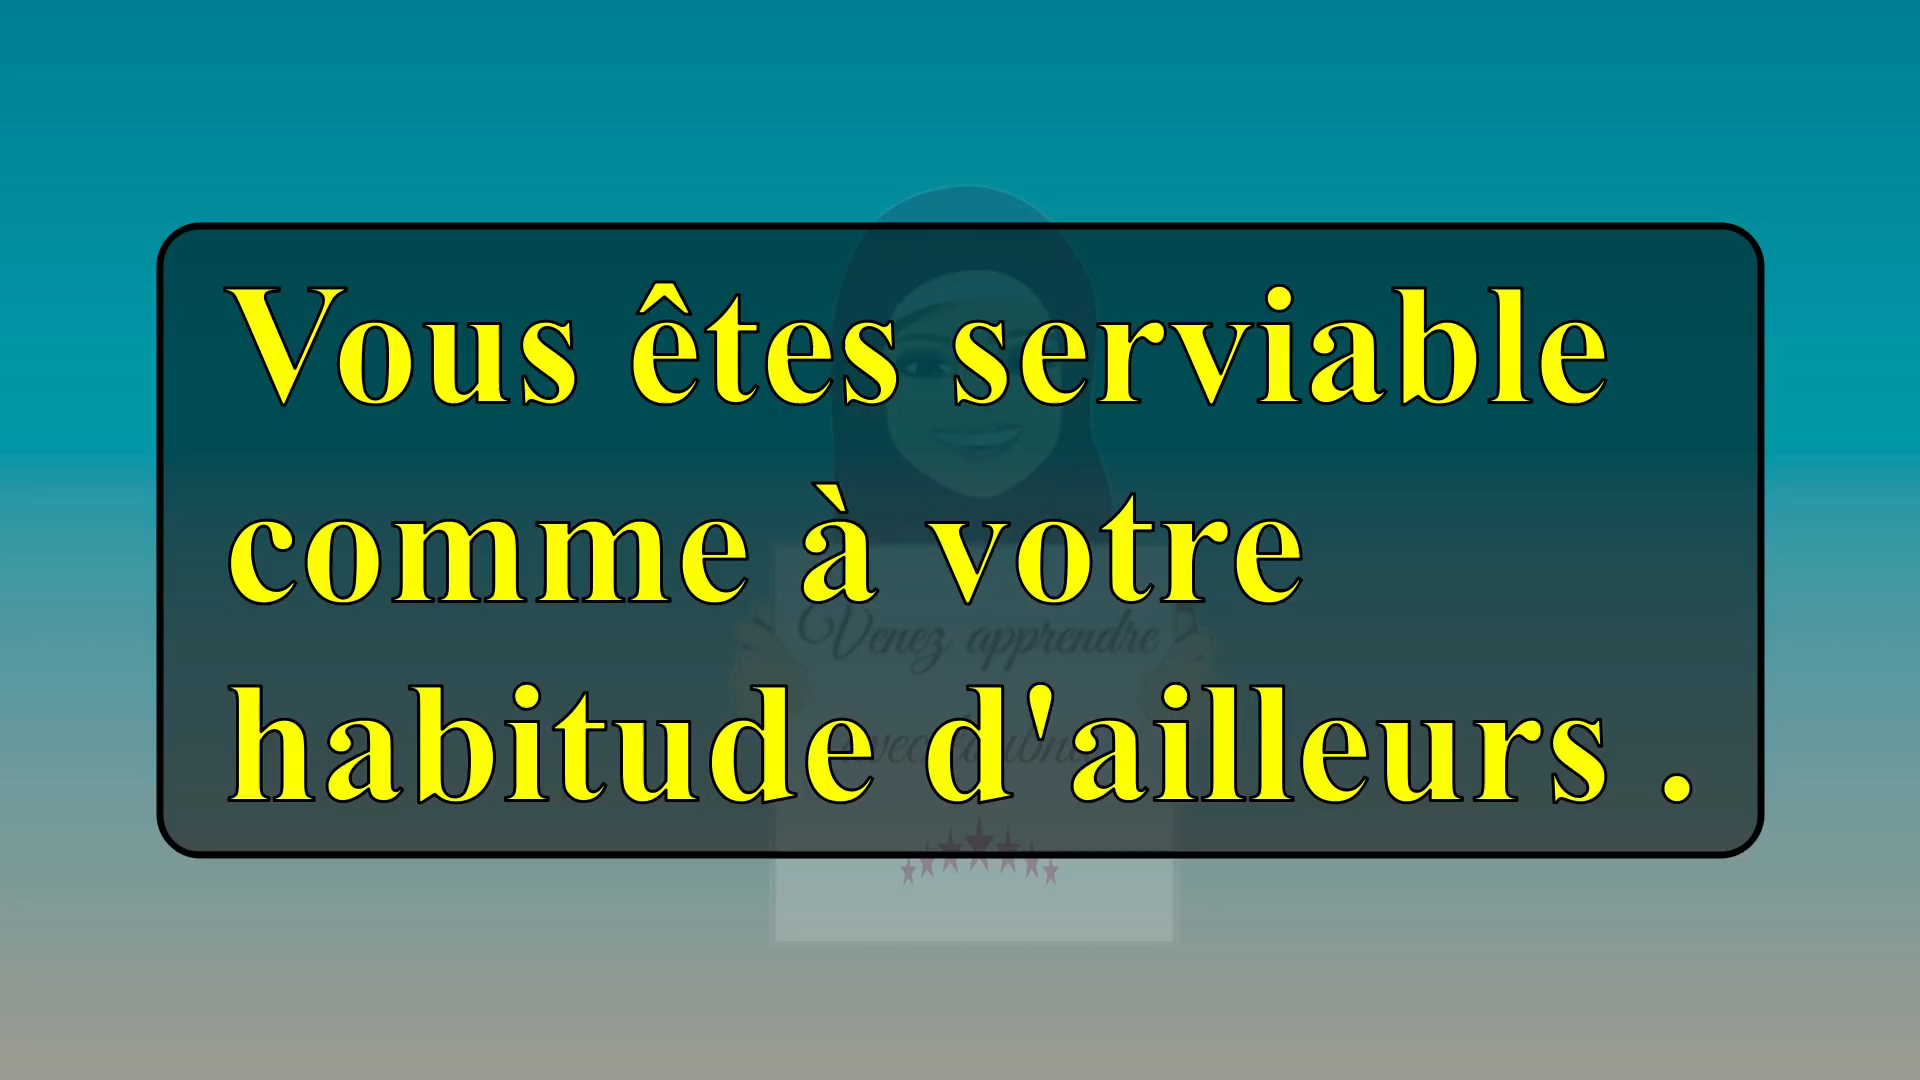 Vous êtes serviable
comme à votre
Venez apprendre
habitude d'ailleurs .